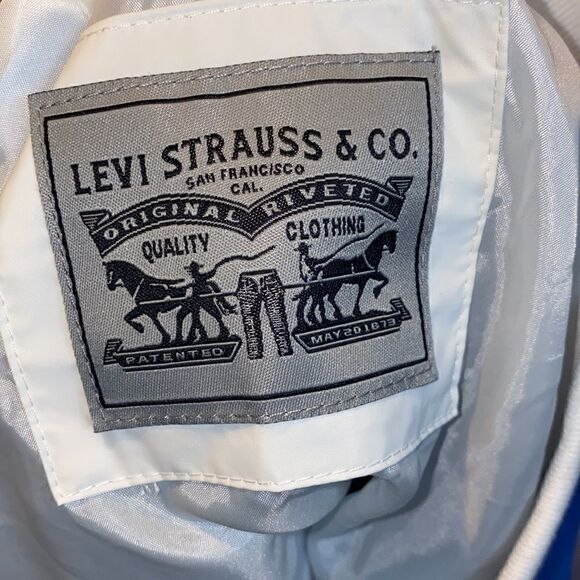 LEVI STRAUSS & CO.
SAN FRANCISCO
CAL.
ORIGINAL RIVETED
QUALITY CLOTHING
PATENTED MAY 20 1873